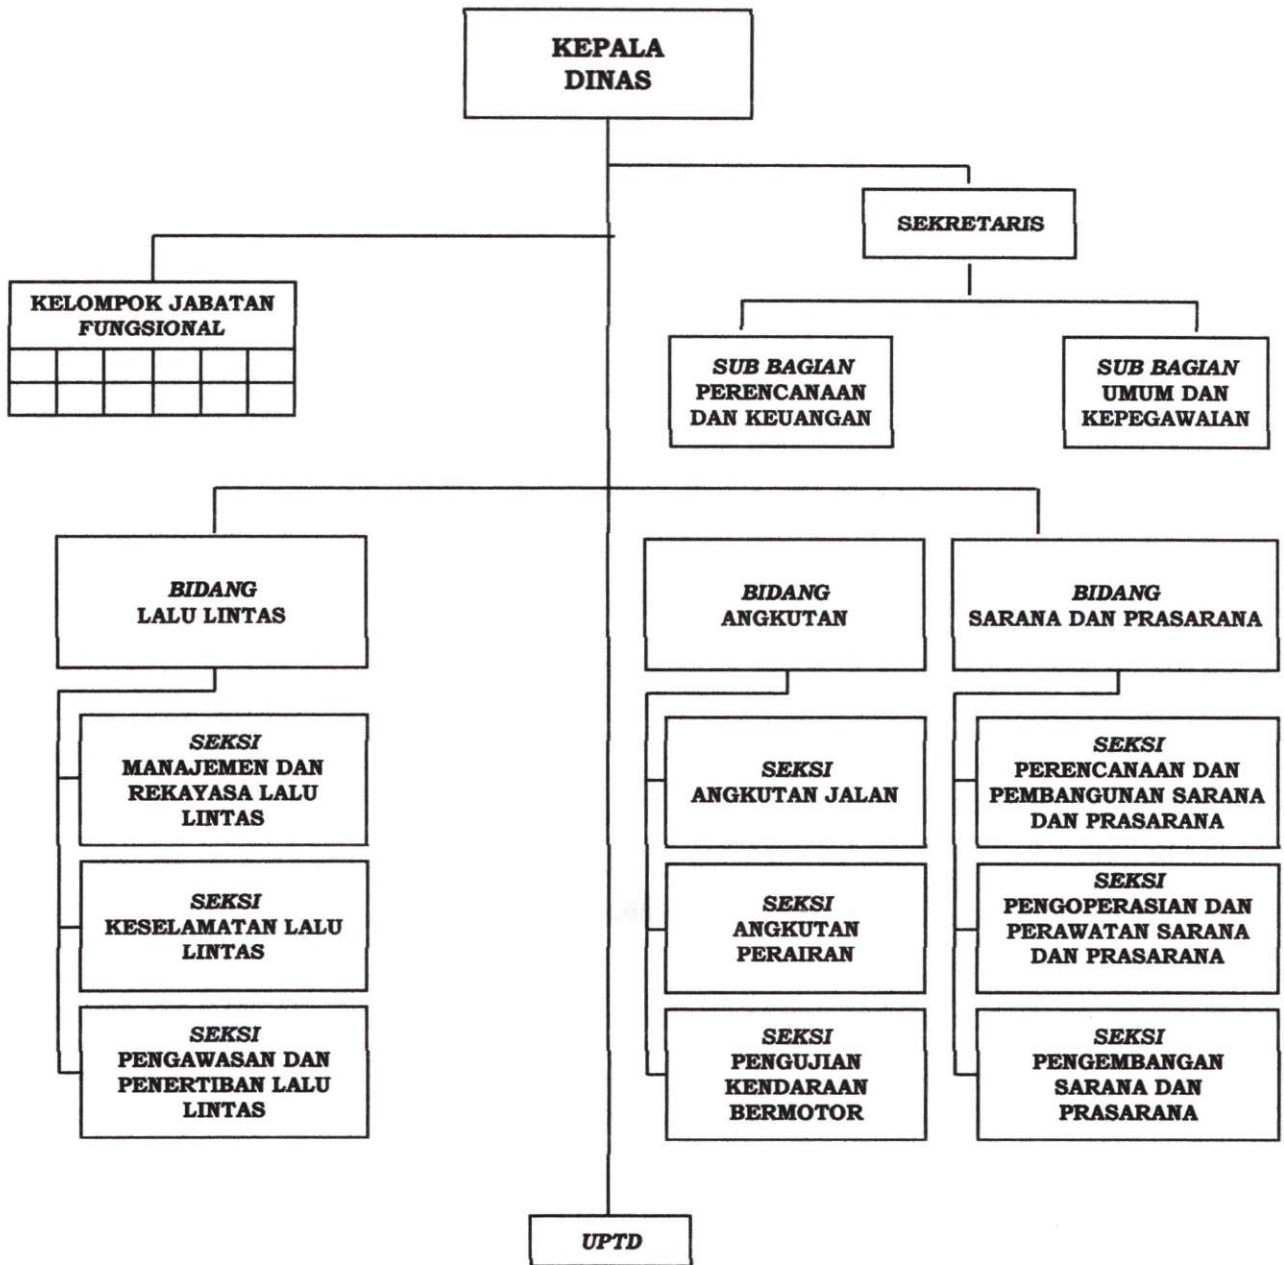 KEPALA
DINAS
SEKRETARIS
KELOMPOK JABATAN
FUNGSIONAL
SUB BAGIAN
PERENCANAAN
DAN KEUANGAN
SUB BAGIAN
UMUM DAN
KEPEGAWAIAN
BIDANG
LALU LINTAS
BIDANG
ANGKUTAN
BIDANG
SARANA DAN PRASARANA
SEKSI
MANAJEMEN DAN
REKAYASA LALU
LINTAS
SEKSI
ANGKUTAN JALAN
SEKSI
PERENCANAAN DAN
PEMBANGUNAN SARANA
DAN PRASARANA
SEKSI
KESELAMATAN LALU
LINTAS
SEKSI
ANGKUTAN
PERAIRAN
SEKSI
PENGOPERASIAN DAN
PERAWATAN SARANA
DAN PRASARANA
SEKSI
PENGAWASAN DAN
PENERTIBAN LALU
LINTAS
SEKSI
PENGUJIAN
KENDARAAN
BERMOTOR
SEKSI
PENGEMBANGAN
SARANA DAN
PRASARANA
UPTD